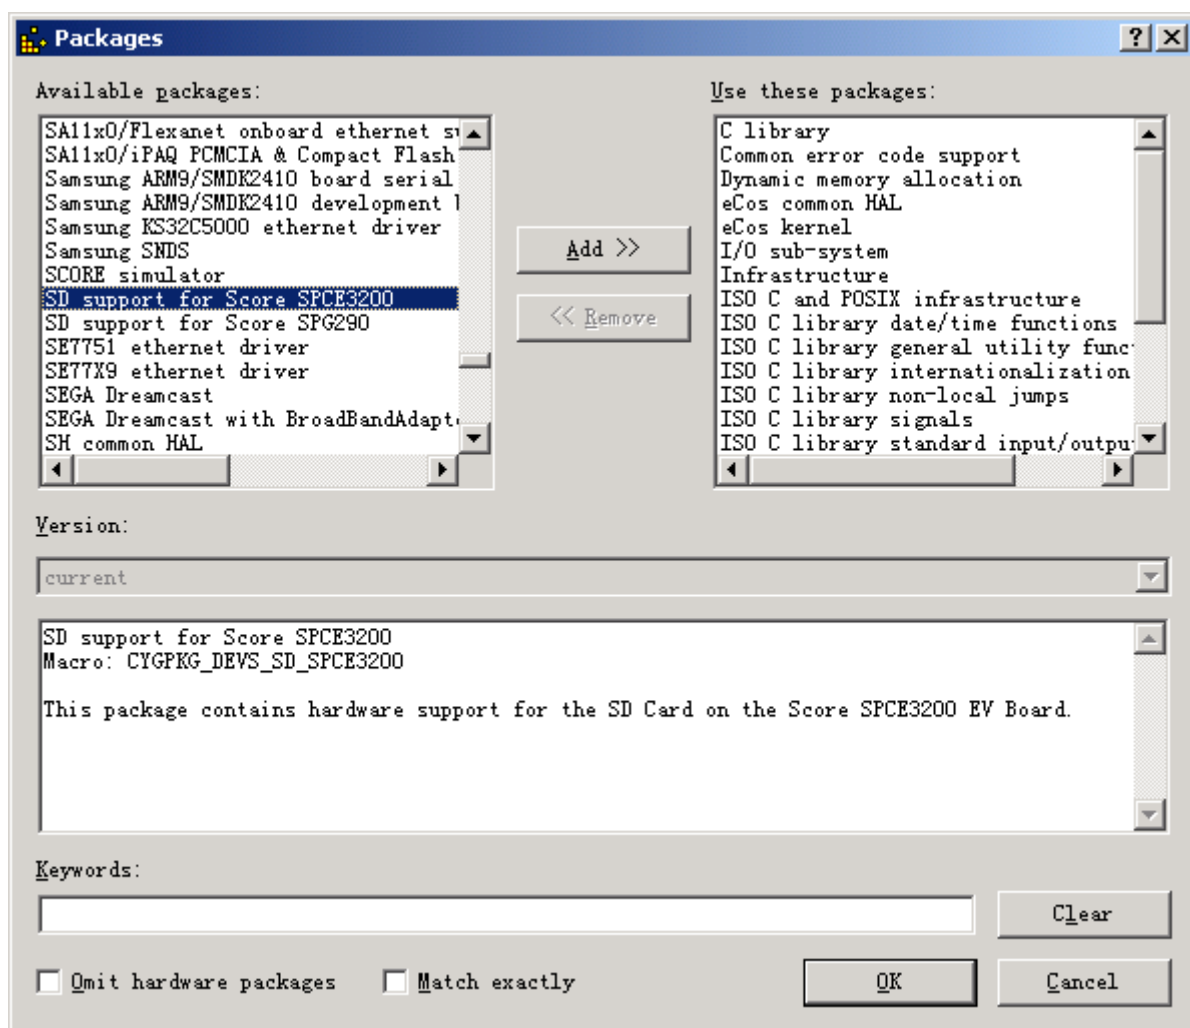 Packages
Available packages:
SA11x0/Flexanet onboard ethernet
SA11x0/iPAQ PCMCIA & Compact Flash
Samsung ARM9/SMDK2410 board serial
Samsung ARM9/SMDK2410 development
Samsung KS32C5000 ethernet driver
Samsung SNDS
SCORE simulator
SD support for Score SPCE3200
SD support for Score SPG290
SE7751 ethernet driver
SE77X9 ethernet driver
SEGA Dreamcast
SEGA Dreamcast with BroadBandAdapt
SH common HAL
Add >>
<< Remove
Use these packages:
C library
Common error code support
Dynamic memory allocation
eCos common HAL
eCos kernel
I/O sub-system
Infrastructure
ISO C and POSIX infrastructure
ISO C library date/time functions
ISO C library general utility func
ISO C library internationalization
ISO C library non-local jumps
ISO C library signals
ISO C library standard input/outpu
Version:
current
SD support for Score SPCE3200
Macro: CYGPKG_DEVS_SD_SPCE3200
This package contains hardware support for the SD Card on the Score SPCE3200 EV Board.
Keywords:
Clear
Omit hardware packages
Match exactly
OK
Cancel